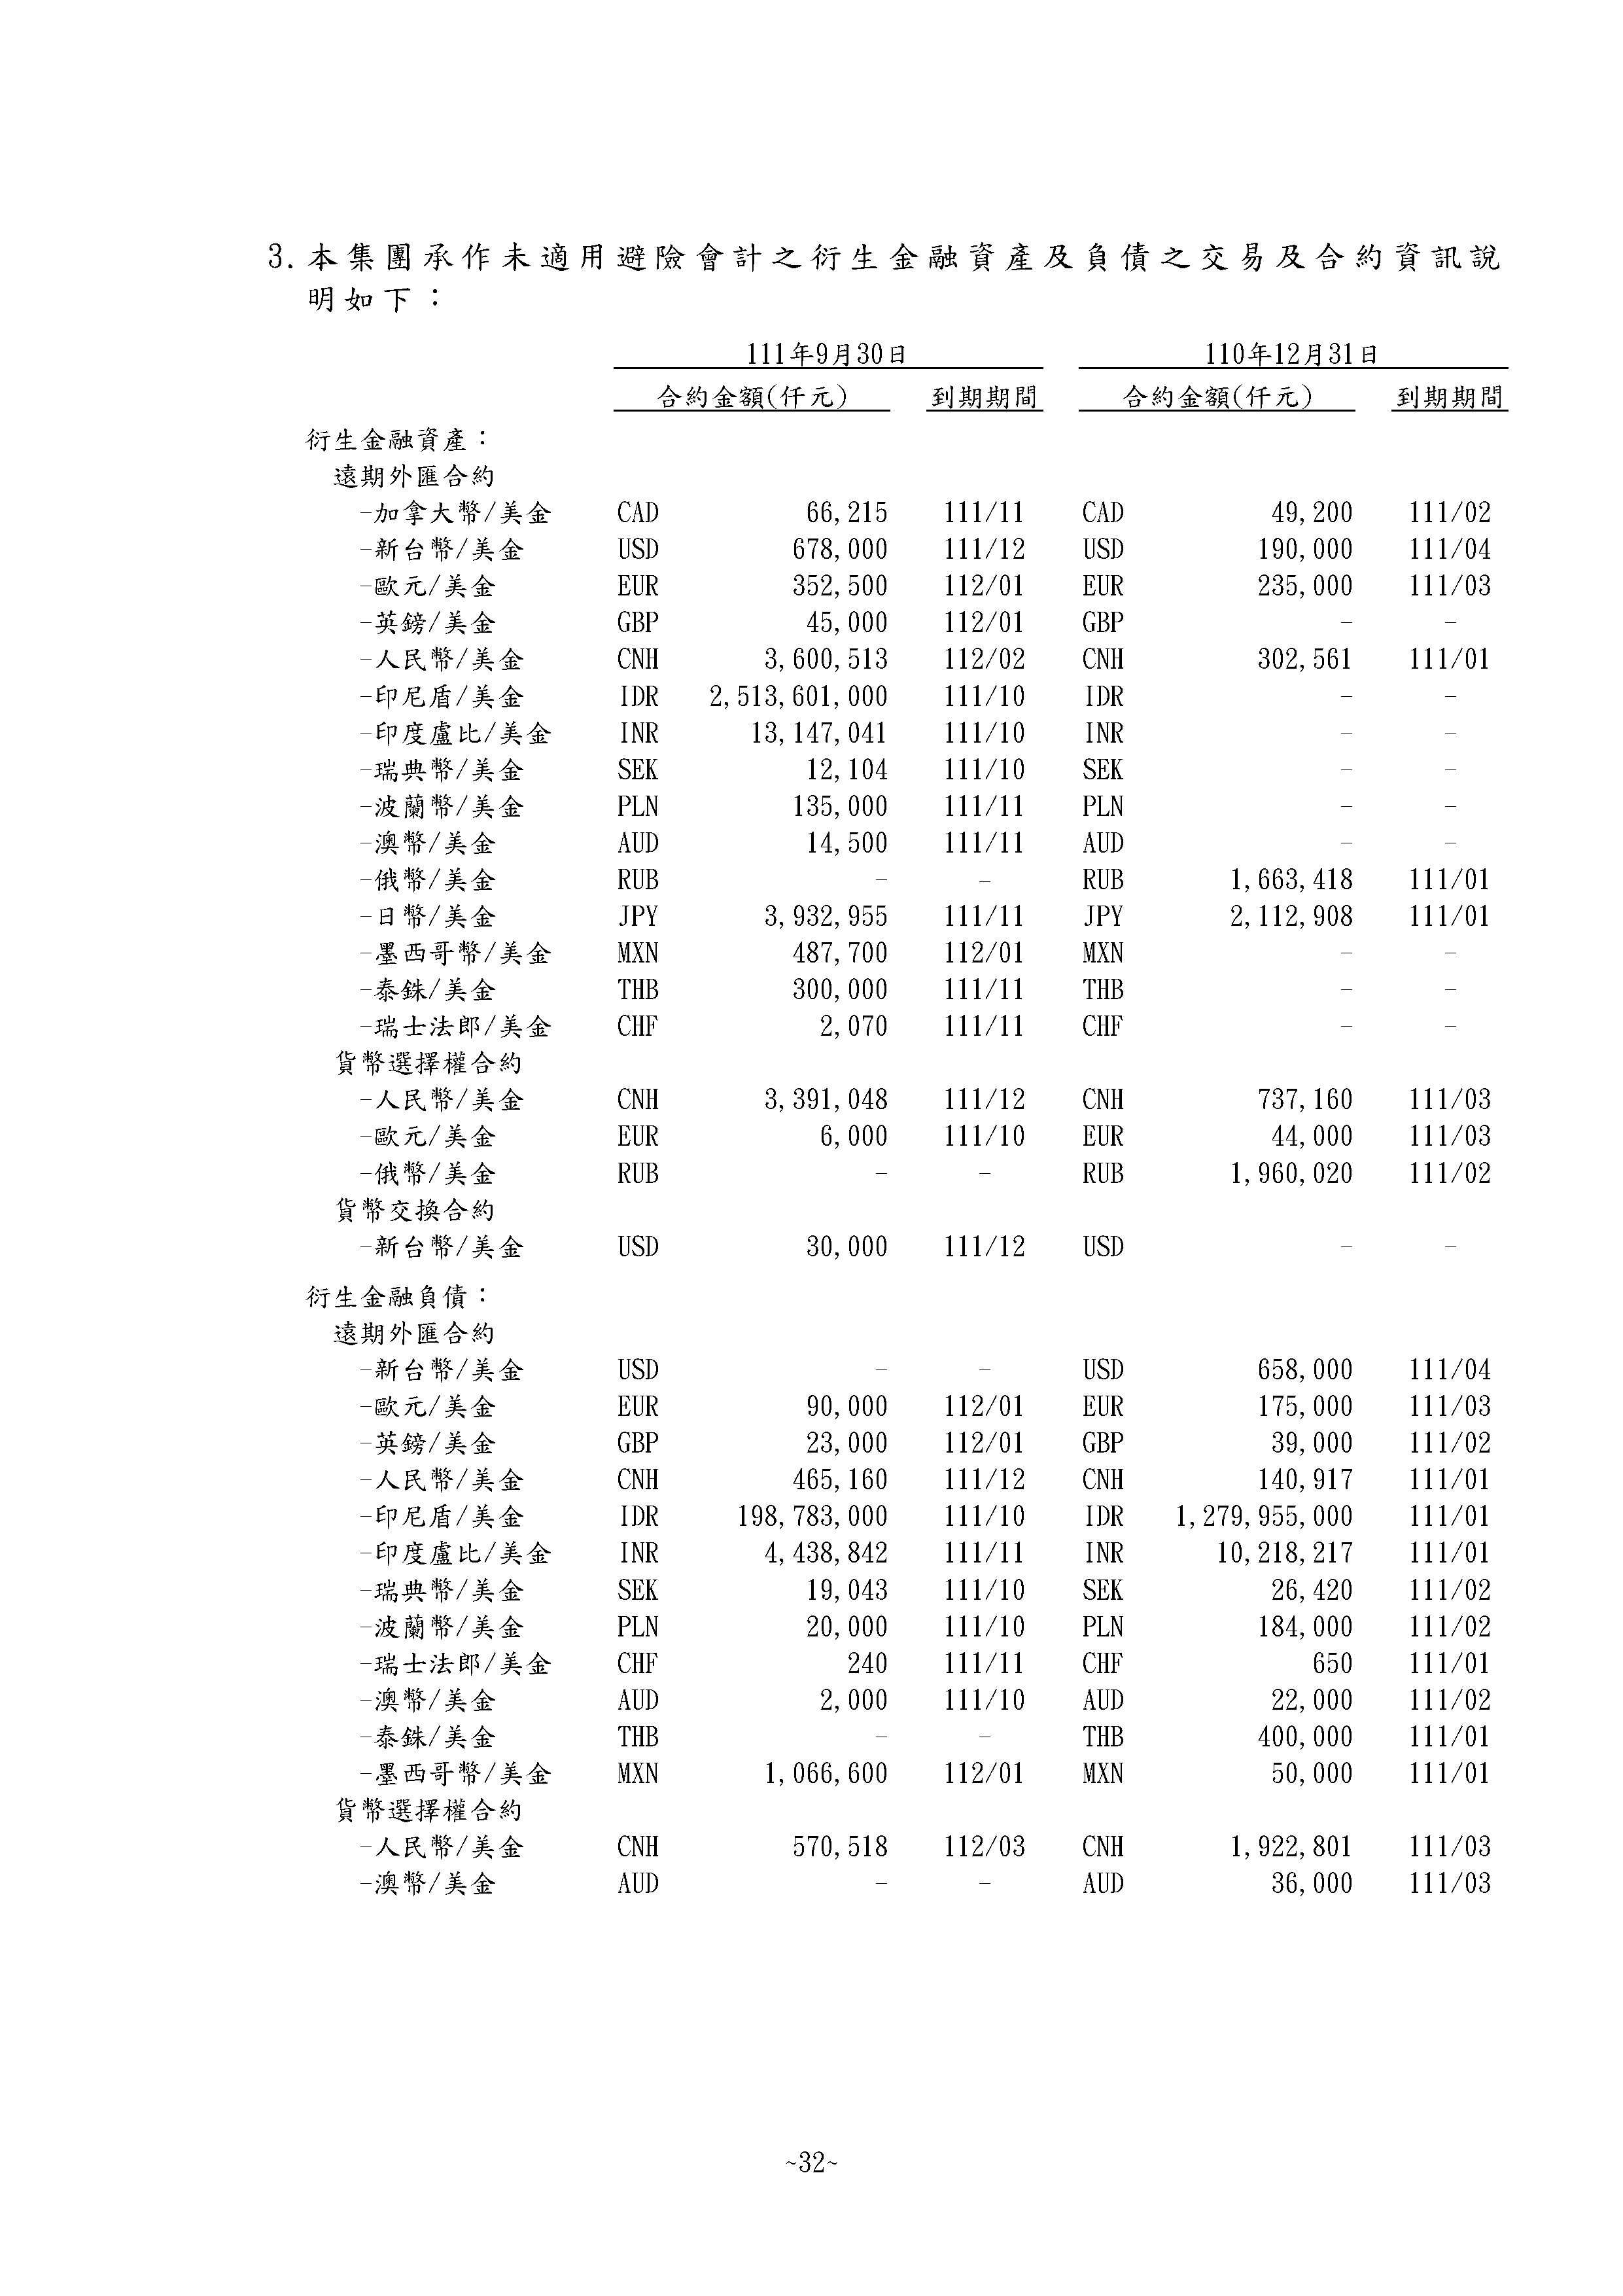 3.本集團承作未適用避險會計之衍生金融資產及負債之交易及合約資訊說
明如下：
111年9月30日 110年12月31日
合約金額(仟元) 到期期間 合約金額(仟元) 到期期間
衍生金融資產：
遠期外匯合約
-加拿大幣/美金 CAD 66,215 111/11 CAD 49,200 111/02
-新台幣/美金 USD 678,000 111/12 USD 190,000 111/04
-歐元/美金 EUR 352,500 112/01 EUR 235,000 111/03
-英鎊/美金 GBP 45,000 112/01 GBP - -
-人民幣/美金 CNH 3,600,513 112/02 CNH 302,561 111/01
-印尼盾/美金 IDR 2,513,601,000 111/10 IDR - -
-印度盧比/美金 INR 13,147,041 111/10 INR - -
-瑞典幣/美金 SEK 12,104 111/10 SEK - -
-波蘭幣/美金 PLN 135,000 111/11 PLN - -
-澳幣/美金 AUD 14,500 111/11 AUD - -
-俄幣/美金 RUB - - RUB 1,663,418 111/01
-日幣/美金 JPY 3,932,955 111/11 JPY 2,112,908 111/01
-墨西哥幣/美金 MXN 487,700 112/01 MXN - -
-泰銖/美金 THB 300,000 111/11 THB - -
-瑞士法郎/美金 CHF 2,070 111/11 CHF - -
貨幣選擇權合約
-人民幣/美金 CNH 3,391,048 111/12 CNH 737,160 111/03
-歐元/美金 EUR 6,000 111/10 EUR 44,000 111/03
-俄幣/美金 RUB - - RUB 1,960,020 111/02
貨幣交換合約
-新台幣/美金 USD 30,000 111/12 USD - -
衍生金融負債：
遠期外匯合約
-新台幣/美金 USD - - USD 658,000 111/04
-歐元/美金 EUR 90,000 112/01 EUR 175,000 111/03
-英鎊/美金 GBP 23,000 112/01 GBP 39,000 111/02
-人民幣/美金 CNH 465,160 111/12 CNH 140,917 111/01
-印尼盾/美金 IDR 198,783,000 111/10 IDR 1,279,955,000 111/01
-印度盧比/美金 INR 4,438,842 111/11 INR 10,218,217 111/01
-瑞典幣/美金 SEK 19,043 111/10 SEK 26,420 111/02
-波蘭幣/美金 PLN 20,000 111/10 PLN 184,000 111/02
-瑞士法郎/美金 CHF 240 111/11 CHF 650 111/01
-澳幣/美金 AUD 2,000 111/10 AUD 22,000 111/02
-泰銖/美金 THB - - THB 400,000 111/01
-墨西哥幣/美金 MXN 1,066,600 112/01 MXN 50,000 111/01
貨幣選擇權合約
-人民幣/美金 CNH 570,518 112/03 CNH 1,922,801 111/03
-澳幣/美金 AUD - - AUD 36,000 111/03
~32~